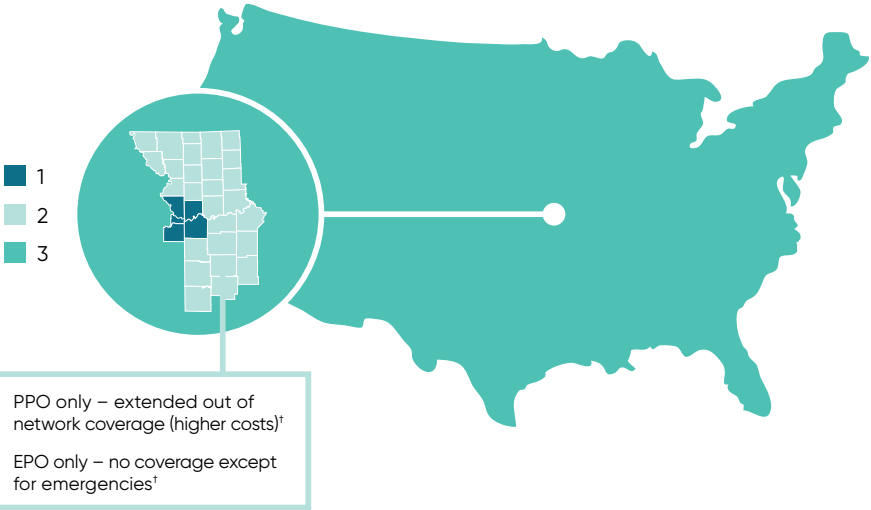 1
2
3
PPO only – extended out of
network coverage (higher costs)†
EPO only – no coverage except
for emergencies†